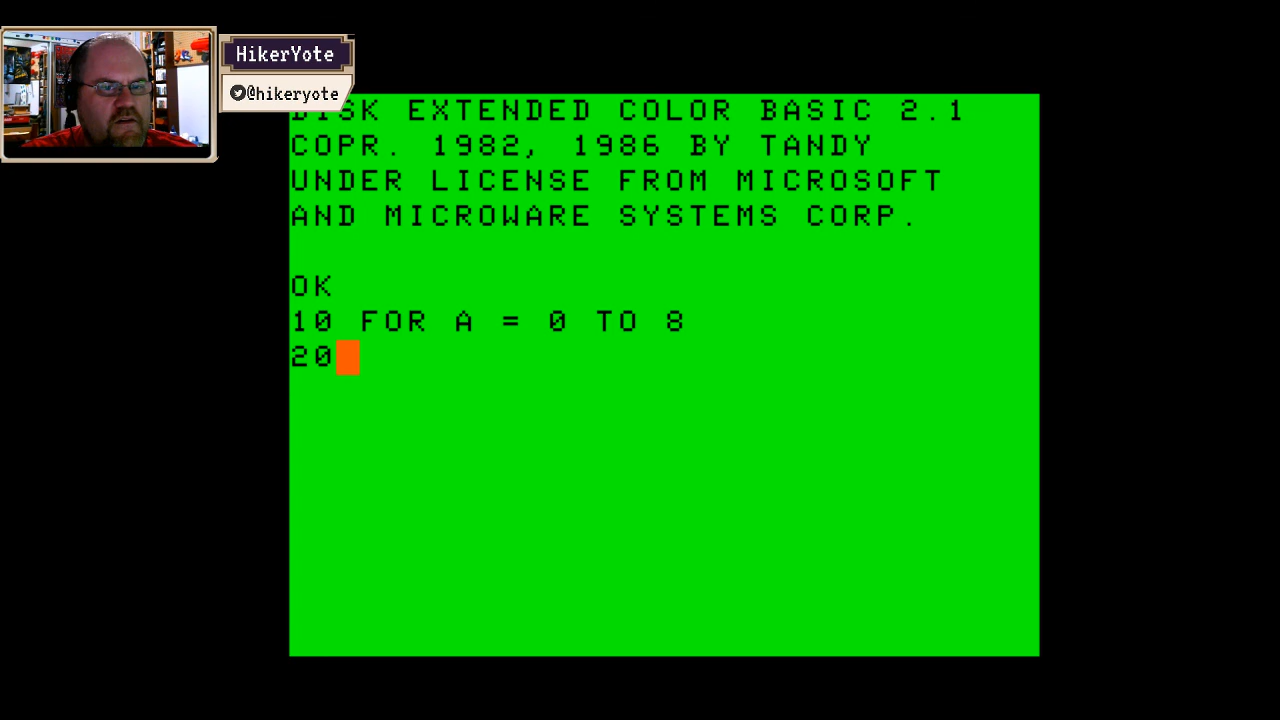 HikerYote
@hikeryote
DISK EXTENDED COLOR BASIC 2.1
COPR. 1982, 1986 BY TANDY
UNDER LICENSE FROM MICROSOFT
AND MICROWARE SYSTEMS CORP.
OK
10 FOR A = 0 TO 8
20